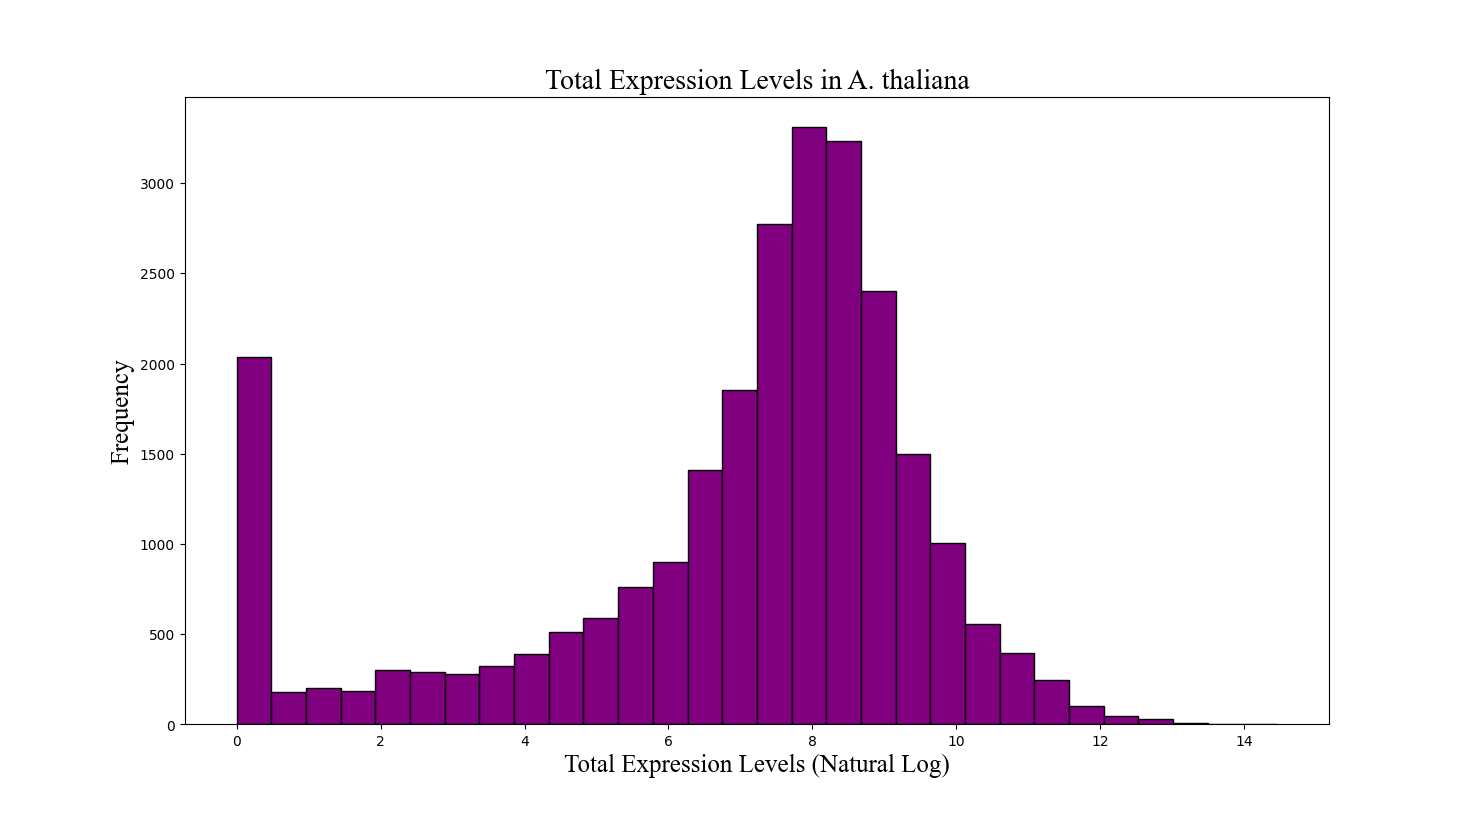 Total Expression Levels in A. thaliana
Frequency
3000
2500
2000
1500
1000
500
0
0 2 4 6 8 10 12 14
Total Expression Levels (Natural Log)